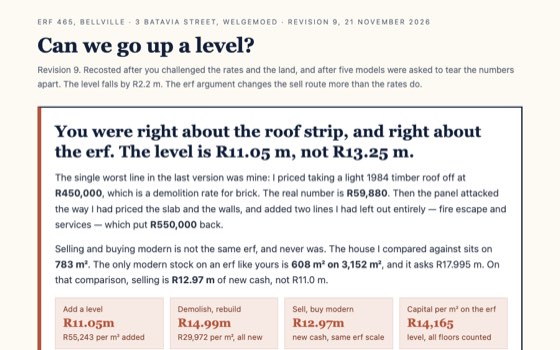 ERF 465, BELLVILLE · 3 BATAVIA STREET, WELGEMOED · REVISION 9, 21 NOVEMBER 2026
Can we go up a level?
Revision 9. Recosted after you challenged the rates and the land, and after five models were asked to tear the numbers
apart. The level falls by R2.2 m. The erf argument changes the sell route more than the rates do.
You were right about the roof strip, and right about
the erf. The level is R11.05 m, not R13.25 m.
The single worst line in the last version was mine: I priced taking a light 1984 timber roof off at
R450,000, which is a demolition rate for brick. The real number is R59,880. Then the panel attacked
the way I had priced the slab and the walls, and added two lines I had left out entirely — fire escape and
services — which put R550,000 back.
Selling and buying modern is not the same erf, and never was. The house I compared against sits on
783 m². The only modern stock on an erf like yours is 608 m² on 3,152 m², and it asks R17.995 m. On
that comparison, selling is R12.97 m of new cash, not R11.0 m.
Add a level
R11.05m
R55,243 per m² added
Demolish, rebuild
R14.99m
R29,972 per m², all new
Sell, buy modern
R12.97m
new cash, same erf scale
Capital per m² on the erf
R14,165
level, all floors counted